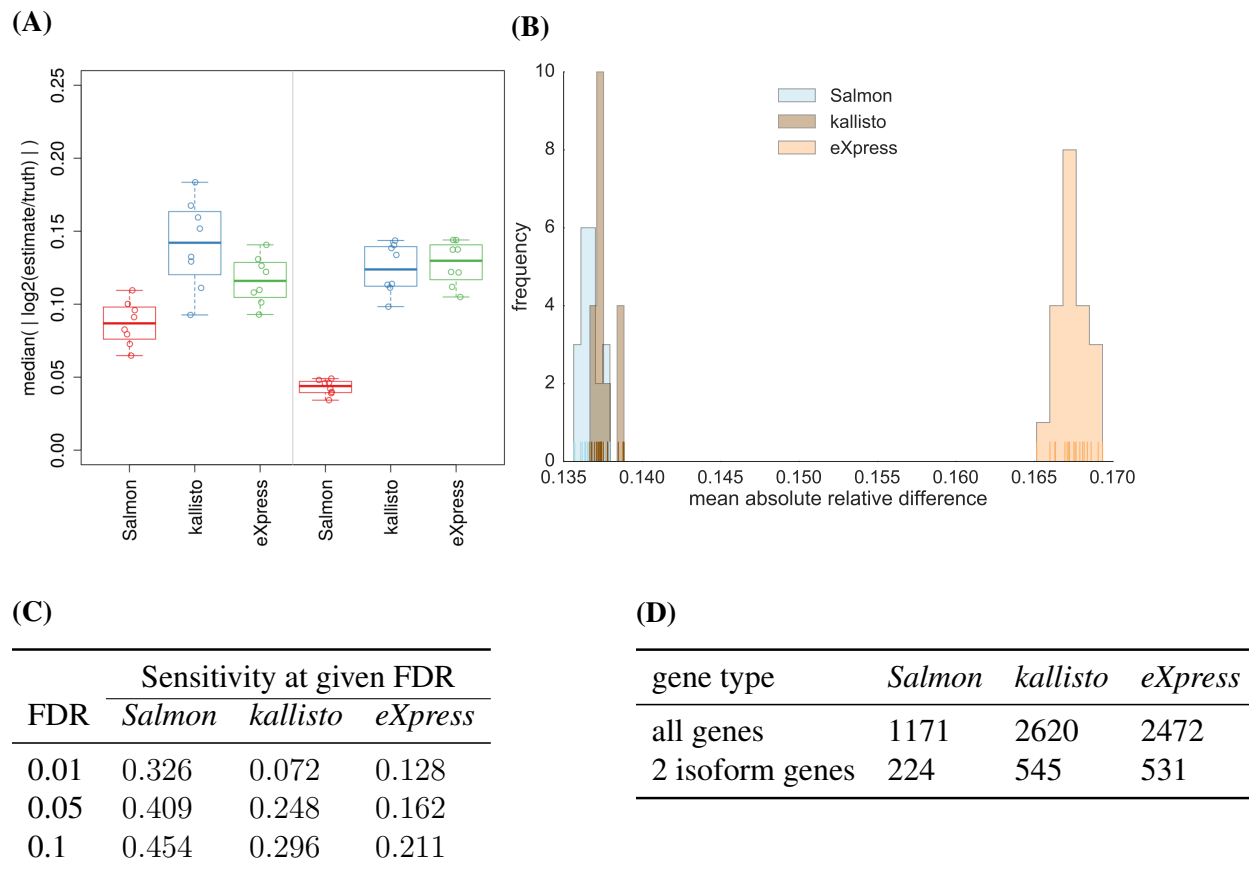 (A)
median( | log2(estimate/truth) | )
0.25
0.20
0.15
0.10
0.05
0.00
Salmon
kallisto
eXpress
Salmon
kallisto
eXpress
(B)
frequency
10
8
6
4
2
0
Salmon
kallisto
eXpress
0.135 0.140 0.145 0.150 0.155 0.160 0.165 0.170
mean absolute relative difference
(C)
Sensitivity at given FDR
FDR Salmon kallisto eXpress
0.01 0.326 0.072 0.128
0.05 0.409 0.248 0.162
0.1 0.454 0.296 0.211
(D)
gene type Salmon kallisto eXpress
all genes 1171 2620 2472
2 isoform genes 224 545 531